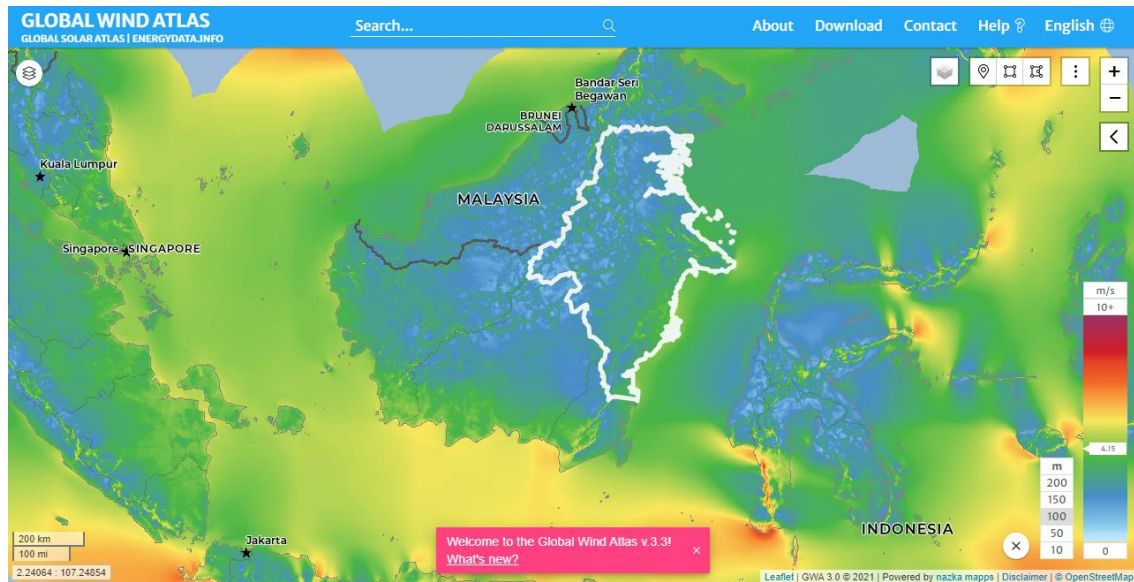 GLOBAL WIND ATLAS
GLOBAL SOLAR ATLAS | ENERGYDATA.INFO
Search...
About
Download
Contact
Help
English
Bandar Seri
Begawan
BRUNEI
DARUSSALAM
Kuala Lumpur
MALAYSIA
Singapore
SINGAPORE
m/s
10+
4.15
0
m
200
150
100
50
10
INDONESIA
Jakarta
200 km
100 mi
2.24064 : 107.24854
Welcome to the Global Wind Atlas v.3.3!
What's new?
×
Leaflet | GWA 3.0 © 2021 | Powered by nazka mapps | Disclaimer | © OpenStreetMap